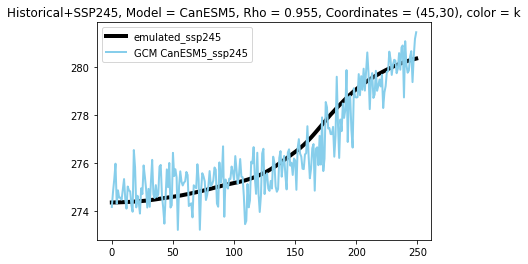 Historical+SSP245, Model = CanESM5, Rho = 0.955, Coordinates = (45,30), color = k
emulated_ssp245
GCM CanESM5_ssp245
280
278
276
274
0 50 100 150 200 250